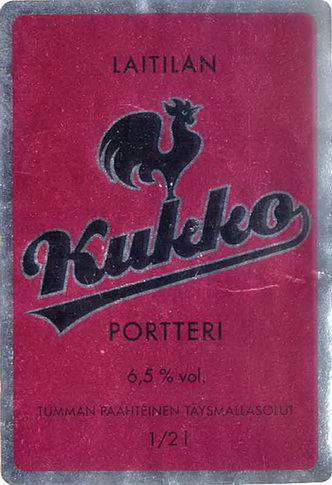 LAITILAN
Kukko
PORTTERI
6,5 % vol.
TUMMAN PAAHTEINEN TÄYSMALLASOLUT
1/2 l